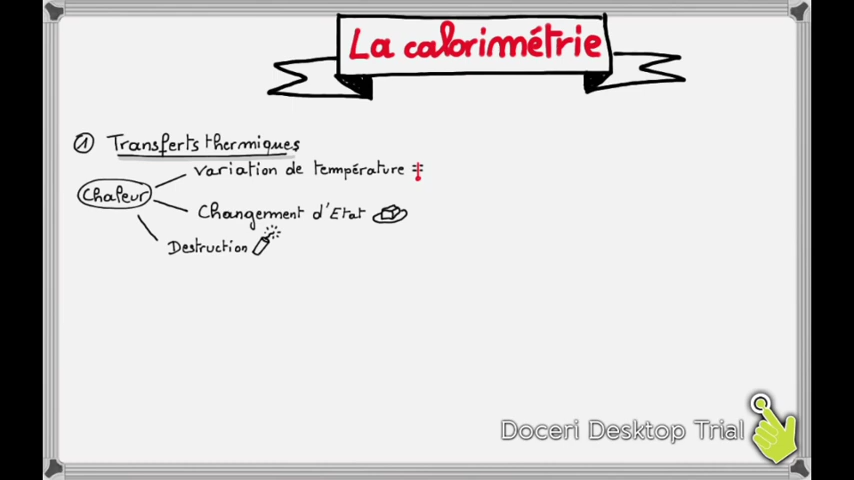 La calorimétrie
1 Transferts thermiques
Chaleur
Variation de température
Changement d'Etat
Destruction
Doceri Desktop Trial